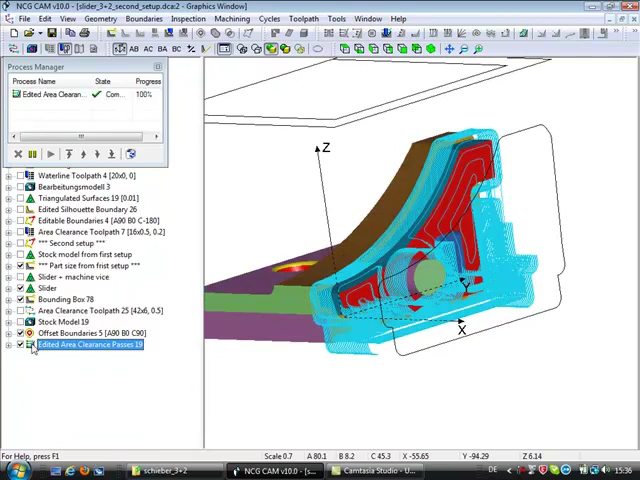 NCG CAM v10.0 - [slider_3+2_second_setup.dca:2 - Graphics Window]
File Edit View Geometry Boundaries Inspection Machining Cycles Toolpath Tools Window Help
AB AC BA BC
Process Manager
Process Name State Progress
Edited Area Clearan... Com... 100%
Waterline Toolpath 4 [20x0, 0]
Bearbeitungsmodell 3
Triangulated Surfaces 19 [0.01]
Edited Silhouette Boundary 26
Editable Boundaries 4 [A90 B0 C-180]
Area Clearance Toolpath 7 [16x0.5, 0.2]
*** Second setup ***
Stock model from first setup
*** Part size from frist setup ***
Slider + machine vice
Slider
Bounding Box 78
Area Clearance Toolpath 25 [42x6, 0.5]
Stock Model 19
Offset Boundaries 5 [A90 B0 C90]
Edited Area Clearance Passes 19
Z
Y
X
For Help, press F1
Scale 0.7 A 80.1 B 8.2 C 45.3 X -55.65 Y -94.29 Z 6.14
schieber_3+2
NCG CAM v10.0 - [s...
Camtasia Studio - U...
DE
15:36